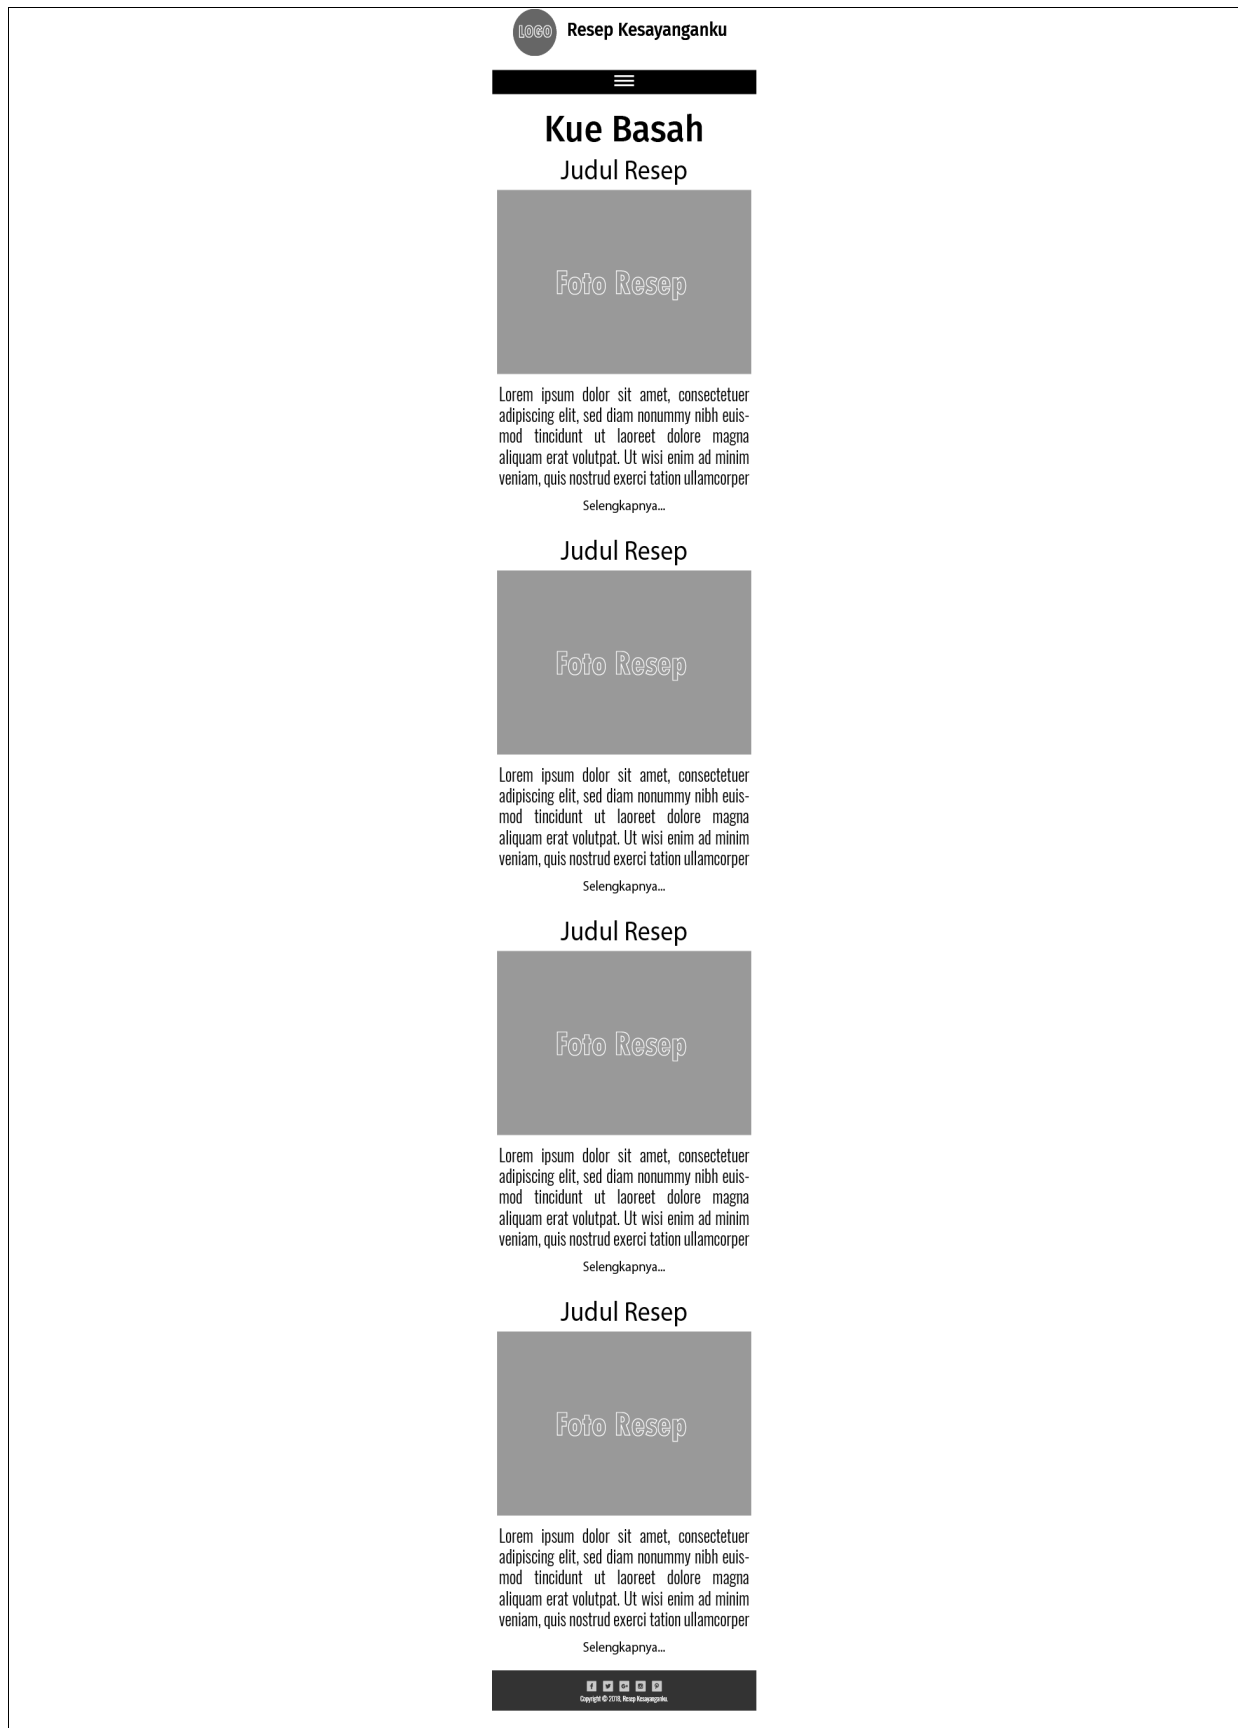 LOGO
Resep Kesayanganku
Kue Basah
Judul Resep
Foto Resep
Lorem ipsum dolor sit amet, consectetuer
adipiscing elit, sed diam nonummy nibh euis-
mod tincidunt ut laoreet dolore magna
aliquam erat volutpat. Ut wisi enim ad minim
veniam, quis nostrud exerci tation ullamcorper
Selengkapnya...
Judul Resep
Foto Resep
Lorem ipsum dolor sit amet, consectetuer
adipiscing elit, sed diam nonummy nibh euis-
mod tincidunt ut laoreet dolore magna
aliquam erat volutpat. Ut wisi enim ad minim
veniam, quis nostrud exerci tation ullamcorper
Selengkapnya...
Judul Resep
Foto Resep
Lorem ipsum dolor sit amet, consectetuer
adipiscing elit, sed diam nonummy nibh euis-
mod tincidunt ut laoreet dolore magna
aliquam erat volutpat. Ut wisi enim ad minim
veniam, quis nostrud exerci tation ullamcorper
Selengkapnya...
Judul Resep
Foto Resep
Lorem ipsum dolor sit amet, consectetuer
adipiscing elit, sed diam nonummy nibh euis-
mod tincidunt ut laoreet dolore magna
aliquam erat volutpat. Ut wisi enim ad minim
veniam, quis nostrud exerci tation ullamcorper
Selengkapnya...
Copyright © 2018, Resep Kesayanganku.